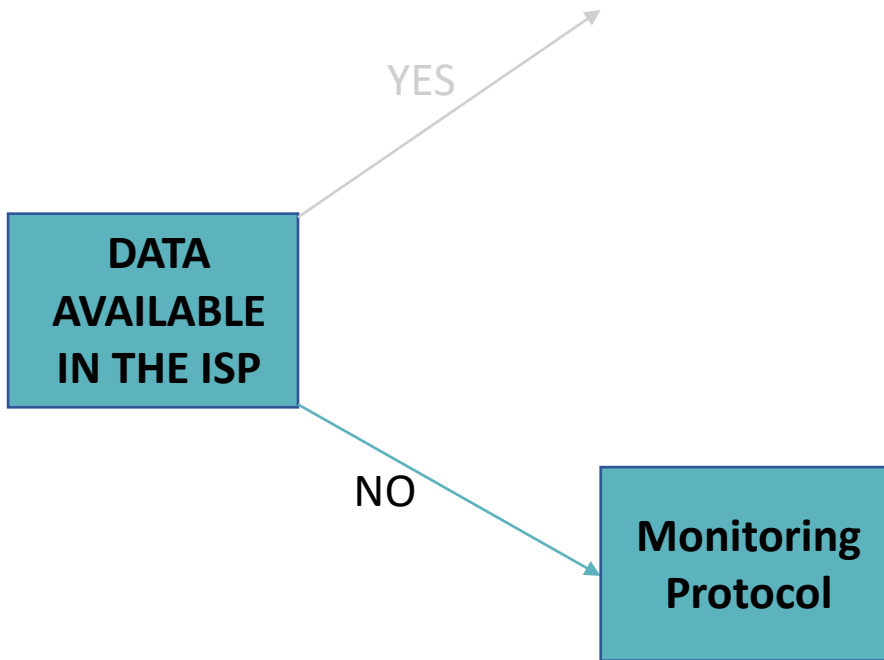 YES
DATA
AVAILABLE
IN THE ISP
NO
Monitoring
Protocol